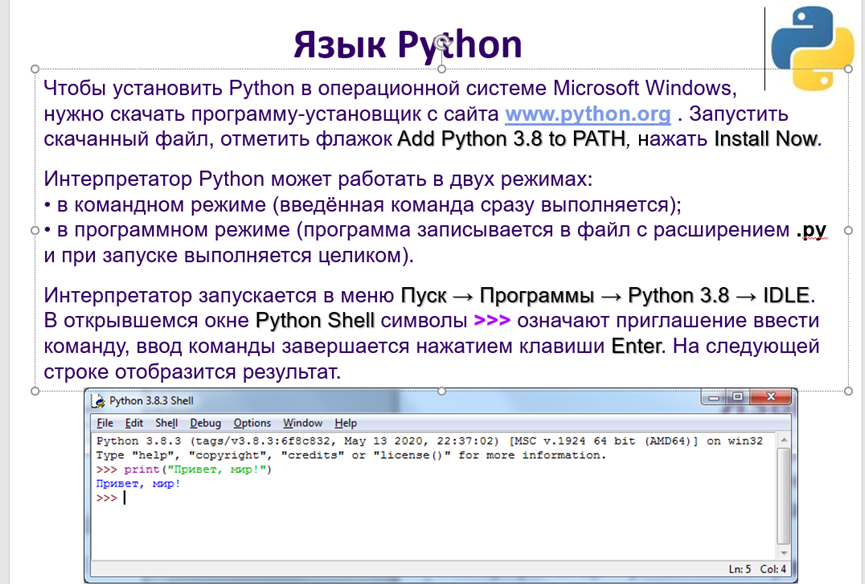 Язык Python
Чтобы установить Python в операционной системе Microsoft Windows,
нужно скачать программу-установщик с сайта www.python.org . Запустить
скачанный файл, отметить флажок Add Python 3.8 to PATH, нажать Install Now.
Интерпретатор Python может работать в двух режимах:
• в командном режиме (введённая команда сразу выполняется);
• в программном режиме (программа записывается в файл с расширением .py
и при запуске выполняется целиком).
Интерпретатор запускается в меню Пуск → Программы → Python 3.8 → IDLE.
В открывшемся окне Python Shell символы >>> означают приглашение ввести
команду, ввод команды завершается нажатием клавиши Enter. На следующей
строке отобразится результат.
Python 3.8.3 Shell
File Edit Shell Debug Options Window Help
Python 3.8.3 (tags/v3.8.3:6f8c832, May 13 2020, 22:37:02) [MSC v.1924 64 bit (AMD64)] on win32
Type "help", "copyright", "credits" or "license()" for more information.
>>> print("Привет, мир!")
Привет, мир!
>>>
Ln: 5 Col: 4